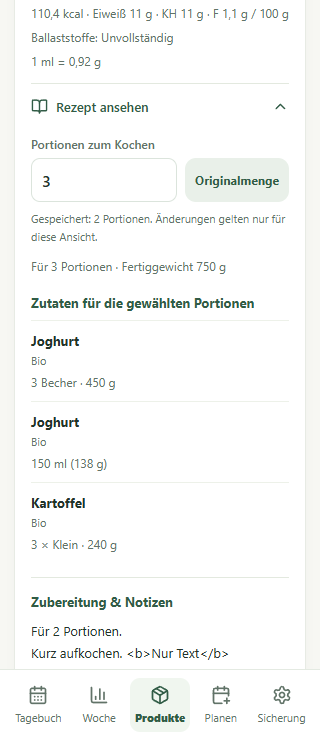 110,4 kcal · Eiweiß 11 g · KH 11 g · F 1,1 g / 100 g
Ballaststoffe: Unvollständig
1 ml = 0,92 g
Rezept ansehen
Portionen zum Kochen
3
Originalmenge
Gespeichert: 2 Portionen. Änderungen gelten nur für
diese Ansicht.
Für 3 Portionen · Fertiggewicht 750 g
Zutaten für die gewählten Portionen
Joghurt
Bio
3 Becher · 450 g
Joghurt
Bio
150 ml (138 g)
Kartoffel
Bio
3 × Klein · 240 g
Zubereitung & Notizen
Für 2 Portionen.
Kurz aufkochen. <b>Nur Text</b>
Tagebuch
Woche
Produkte
Planen
Sicherung